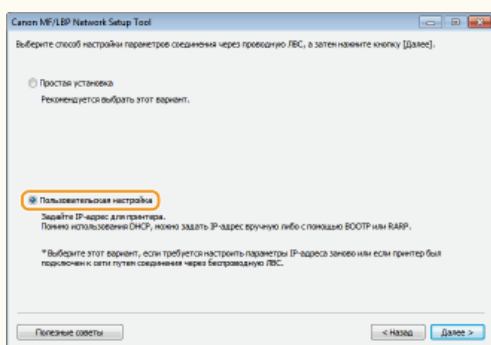 Canon MF/LBP Network Setup Tool
Выберите способ настройки параметров соединения через проводную ЛВС, а затем нажмите кнопку [Далее].
Простая установка
Рекомендуется выбрать этот вариант.
Пользовательская настройка
Задайте IP-адрес для принтера.
Помимо использования DHCP, можно задать IP-адрес вручную либо с помощью BOOTP или RARP.
*Выберите этот вариант, если требуется настроить параметры IP-адреса заново или если принтер был
подключен к сети путем соединения через беспроводную ЛВС.
Полезные советы
< Назад
Далее >